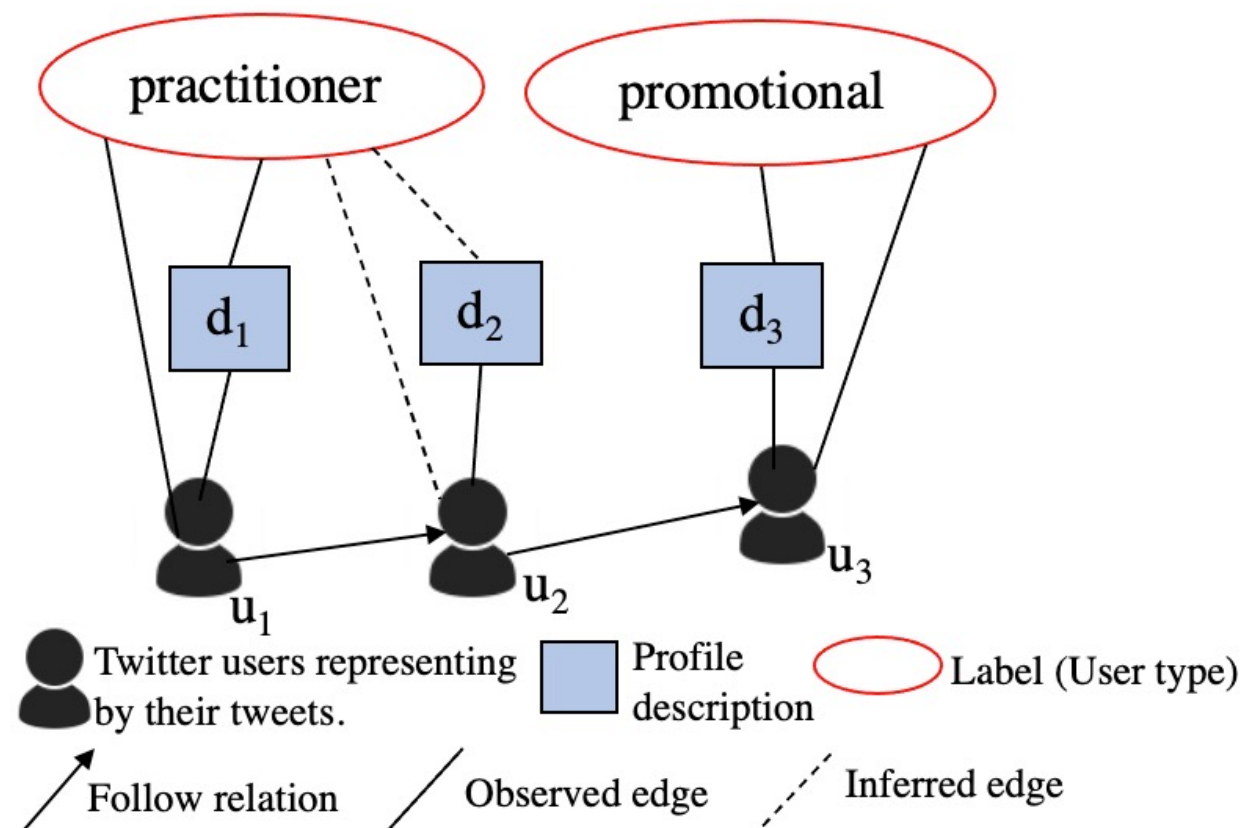 practitioner
promotional
d₁
d₂
d₃
u₁
u₂
u₃
Twitter users representing
by their tweets.
Profile
description
Label (User type)
Follow relation
Observed edge
Inferred edge